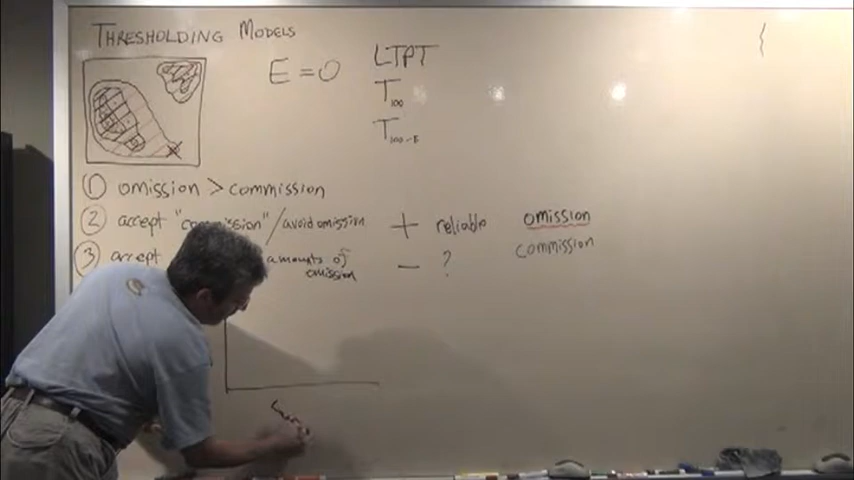 THRESHOLDING MODELS
E = 0
LTPT
T100
T100-E
① omission > commission
② accept "commission" / avoid omission
+ reliable
omission
③ accept amounts of omission
- ?
commission